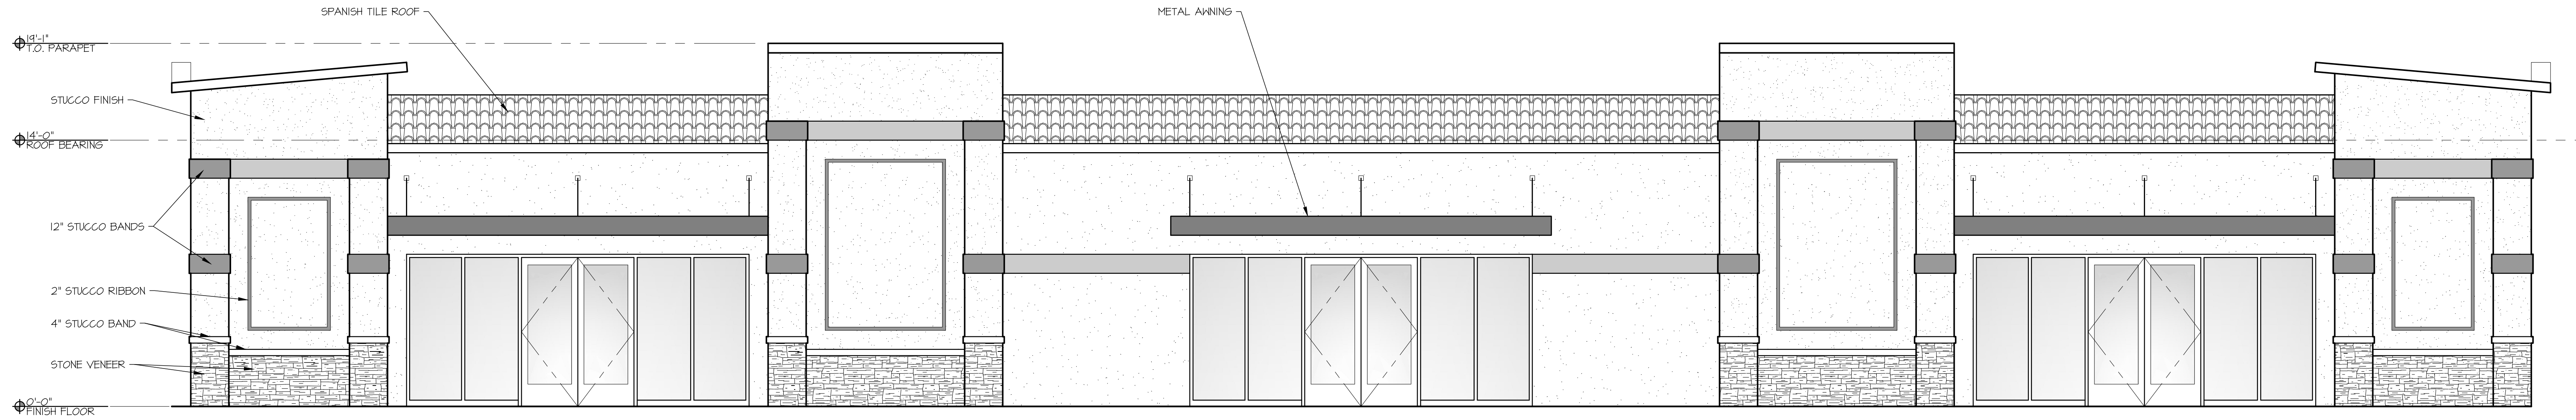 SPANISH TILE ROOF
METAL AWNING
19'-1"
T.O. PARAPET
STUCCO FINISH
14'-0"
ROOF BEARING
12" STUCCO BANDS
2" STUCCO RIBBON
4" STUCCO BAND
STONE VENEER
0'-0"
FINISH FLOOR